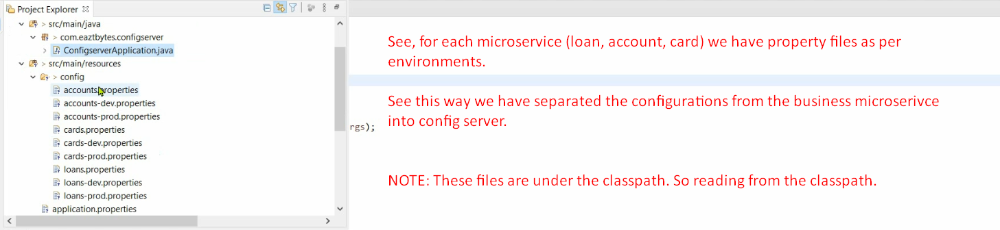 Project Explorer
> src/main/java
> com.eaztbytes.configserver
ConfigserverApplication.java
> src/main/resources
> config
accounts.properties
accounts-dev.properties
accounts-prod.properties
cards.properties
cards-dev.properties
cards-prod.properties
loans.properties
loans-dev.properties
loans-prod.properties
application.properties
See, for each microservice (loan, account, card) we have property files as per
environments.
See this way we have separated the configurations from the business microserivce
into config server.
rgs);
NOTE: These files are under the classpath. So reading from the classpath.